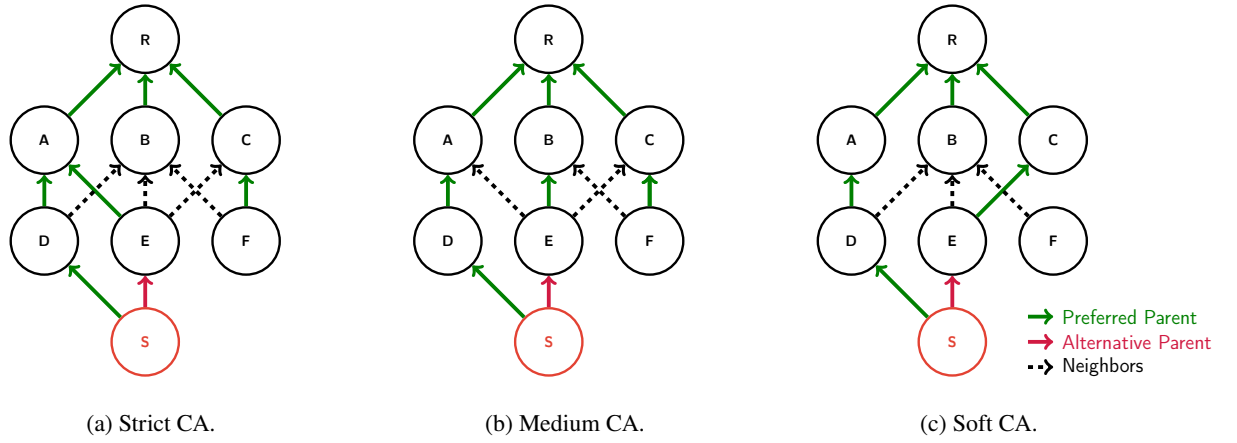 R
A
B
C
D
E
F
S
(a) Strict CA.
R
A
B
C
D
E
F
S
(b) Medium CA.
R
A
B
C
D
E
F
S
Preferred Parent
Alternative Parent
Neighbors
(c) Soft CA.